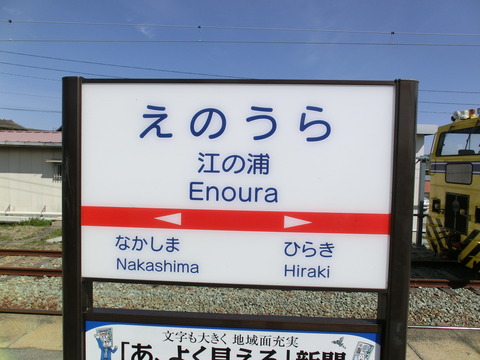 えのうら
江の浦
Enoura
なかしま
Nakashima
ひらき
Hiraki
文字も大きく 地域面充実
「あ、よく見える」新聞